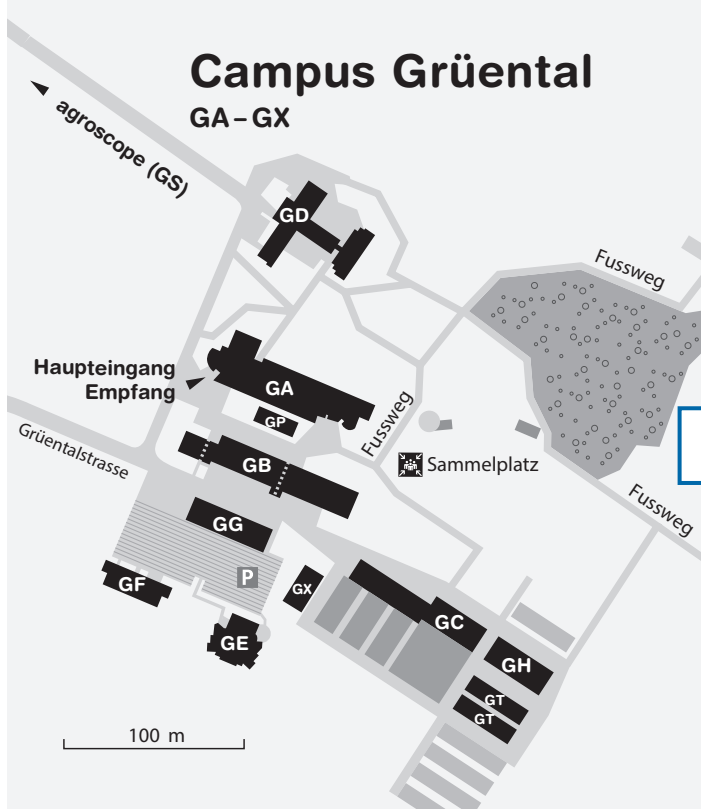 Campus Grüental
GA – GX
agroscope (GS)
GD
Fussweg
Haupteingang
Empfang
GA
GP
Fussweg
Grüentalstrasse
GB
Sammelplatz
Fussweg
GG
P
GF
GX
GC
GE
GH
GT
GT
100 m